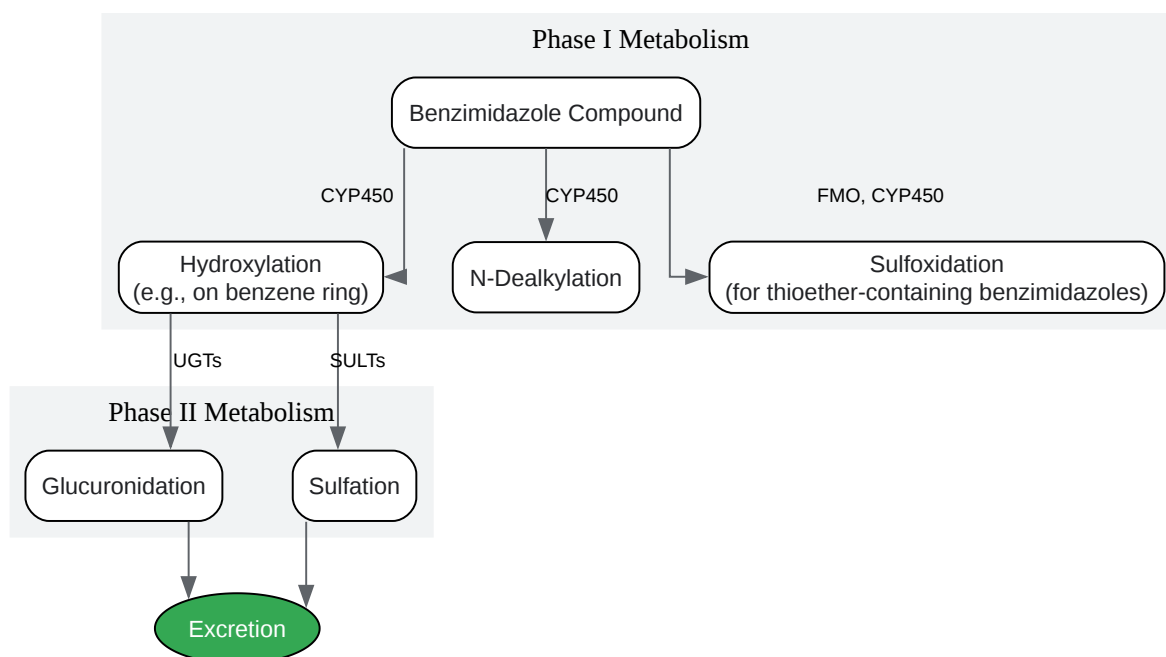 Phase I Metabolism
Benzimidazole Compound
CYP450
CYP450
FMO, CYP450
Hydroxylation
(e.g., on benzene ring)
N-Dealkylation
Sulfoxidation
(for thioether-containing benzimidazoles)
UGTs
SULTs
Phase II Metabolism
Glucuronidation
Sulfation
Excretion